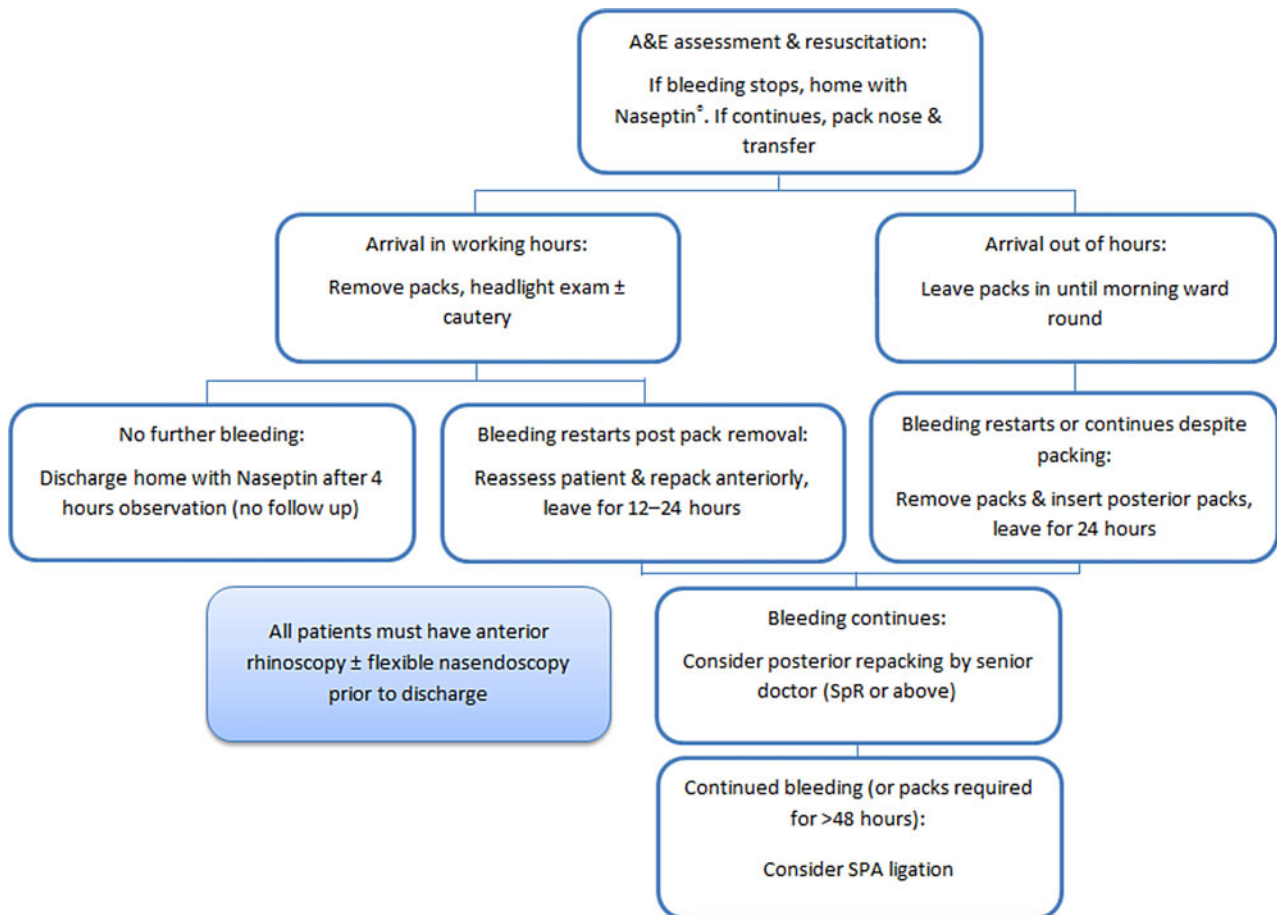 A&E assessment & resuscitation:
If bleeding stops, home with
Naseptin®. If continues, pack nose &
transfer
Arrival in working hours:
Remove packs, headlight exam ±
cautery
Arrival out of hours:
Leave packs in until morning ward
round
No further bleeding:
Discharge home with Naseptin after 4
hours observation (no follow up)
Bleeding restarts post pack removal:
Reassess patient & repack anteriorly,
leave for 12–24 hours
Bleeding restarts or continues despite
packing:
Remove packs & insert posterior packs,
leave for 24 hours
All patients must have anterior
rhinoscopy ± flexible nasendoscopy
prior to discharge
Bleeding continues:
Consider posterior repacking by senior
doctor (SpR or above)
Continued bleeding (or packs required
for >48 hours):
Consider SPA ligation